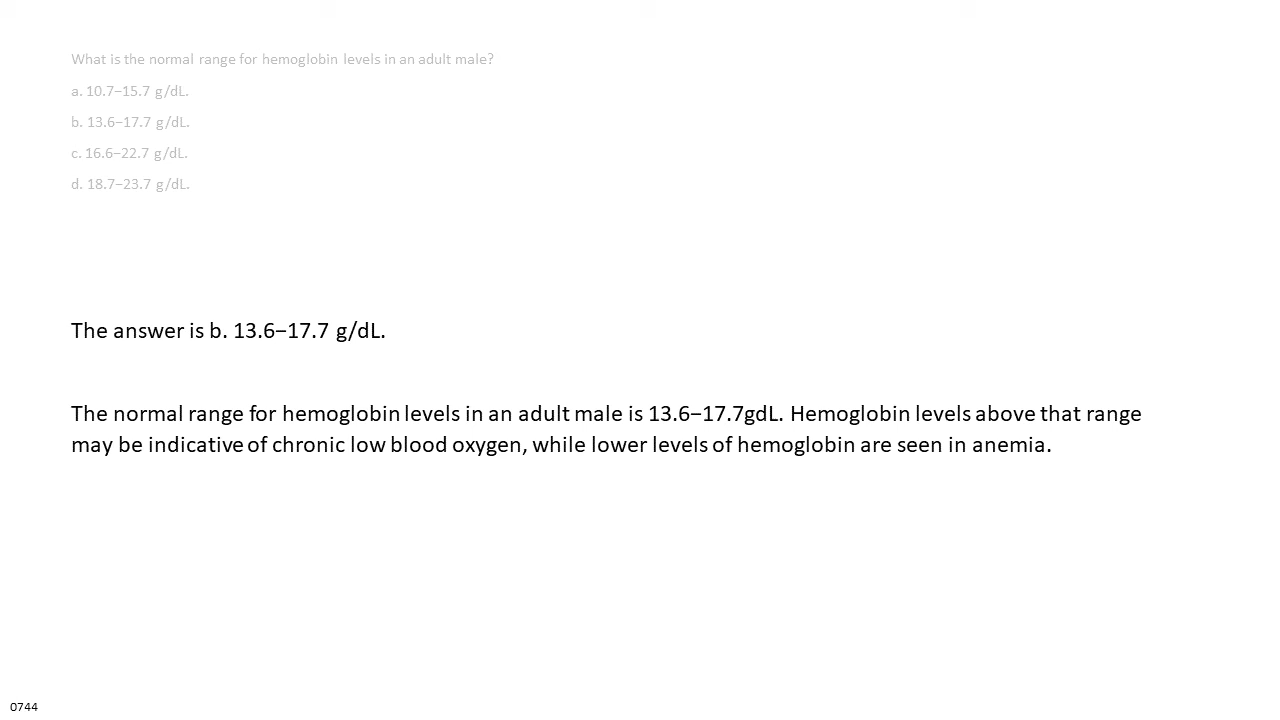 What is the normal range for hemoglobin levels in an adult male?
a. 10.7–15.7 g/dL.
b. 13.6–17.7 g/dL.
c. 16.6–22.7 g/dL.
d. 18.7–23.7 g/dL.
The answer is b. 13.6–17.7 g/dL.
The normal range for hemoglobin levels in an adult male is 13.6–17.7gdL. Hemoglobin levels above that range
may be indicative of chronic low blood oxygen, while lower levels of hemoglobin are seen in anemia.
0744